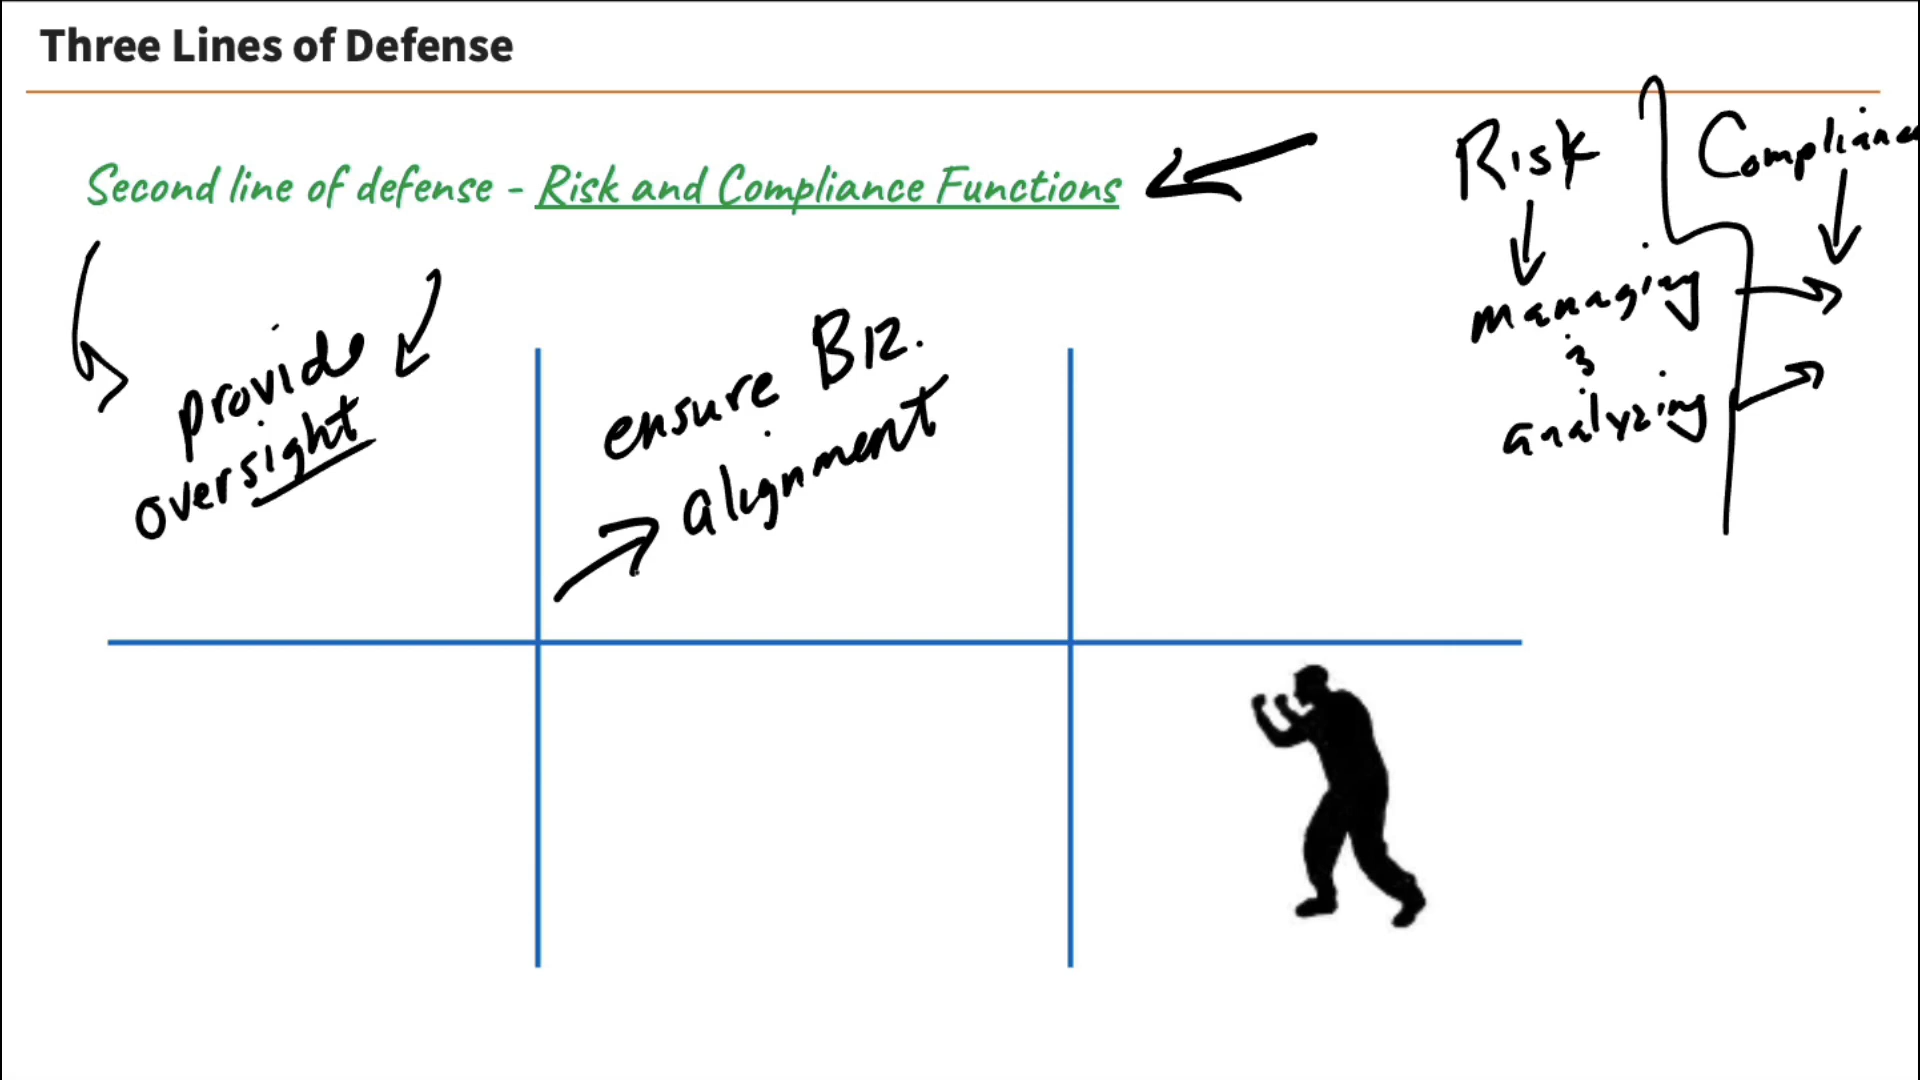 Three Lines of Defense
Second line of defense - Risk and Compliance Functions
Risk
Complianc
managing
&
analyzing
provide
oversight
ensure Biz.
alignment